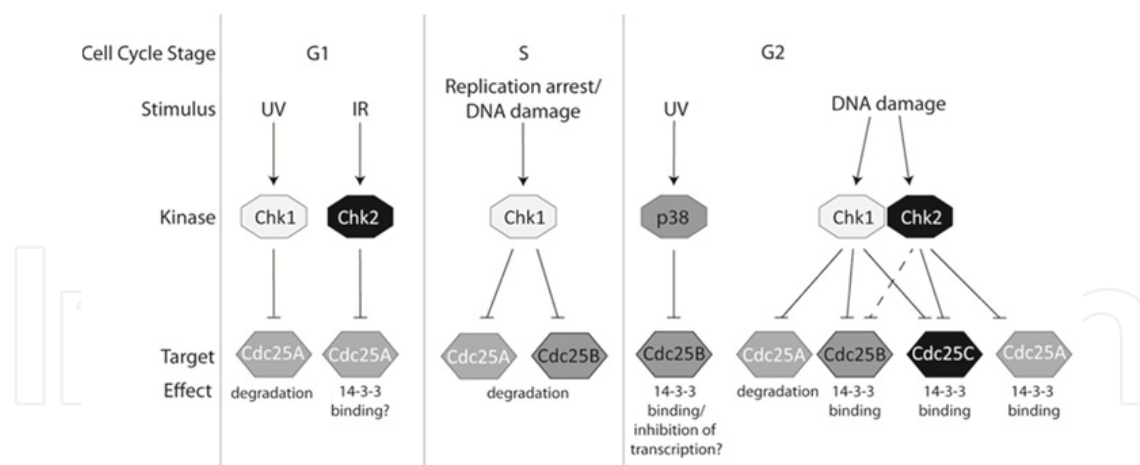 Cell Cycle Stage G1 S G2
Stimulus UV IR Replication arrest/ DNA damage UV DNA damage
Kinase Chk1 Chk2 Chk1 p38 Chk1 Chk2
Target Cdc25A Cdc25A Cdc25A Cdc25B Cdc25B Cdc25A Cdc25B Cdc25C Cdc25A
Effect degradation 14-3-3 binding? degradation 14-3-3 binding/ inhibition of transcription? degradation 14-3-3 binding 14-3-3 binding 14-3-3 binding